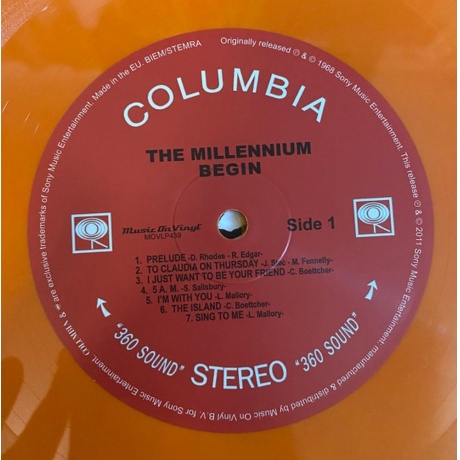 COLUMBIA
THE MILLENNIUM
BEGIN
Music On Vinyl
MOVLP439
Side 1
1. PRELUDE -D. Rhodes - R. Edgar-
2. TO CLAUDIA ON THURSDAY -J. Stec - M. Fennelly-
3. I JUST WANT TO BE YOUR FRIEND -C. Boettcher-
4. 5 A. M. -S. Salisbury-
5. I'M WITH YOU -L. Mallory-
6. THE ISLAND -C. Boettcher-
7. SING TO ME -L. Mallory-
"360 SOUND" STEREO "360 SOUND"
Originally released ℗ & © 1968 Sony Music Entertainment. This release ℗ & © 2011 Sony Music Entertainment. manufactured & distributed by Music On Vinyl B.V. for Sony Music Entertainment. COLUMBIA & are exclusive trademarks of Sony Music Entertainment. Made in the EU. BIEM/STEMRA